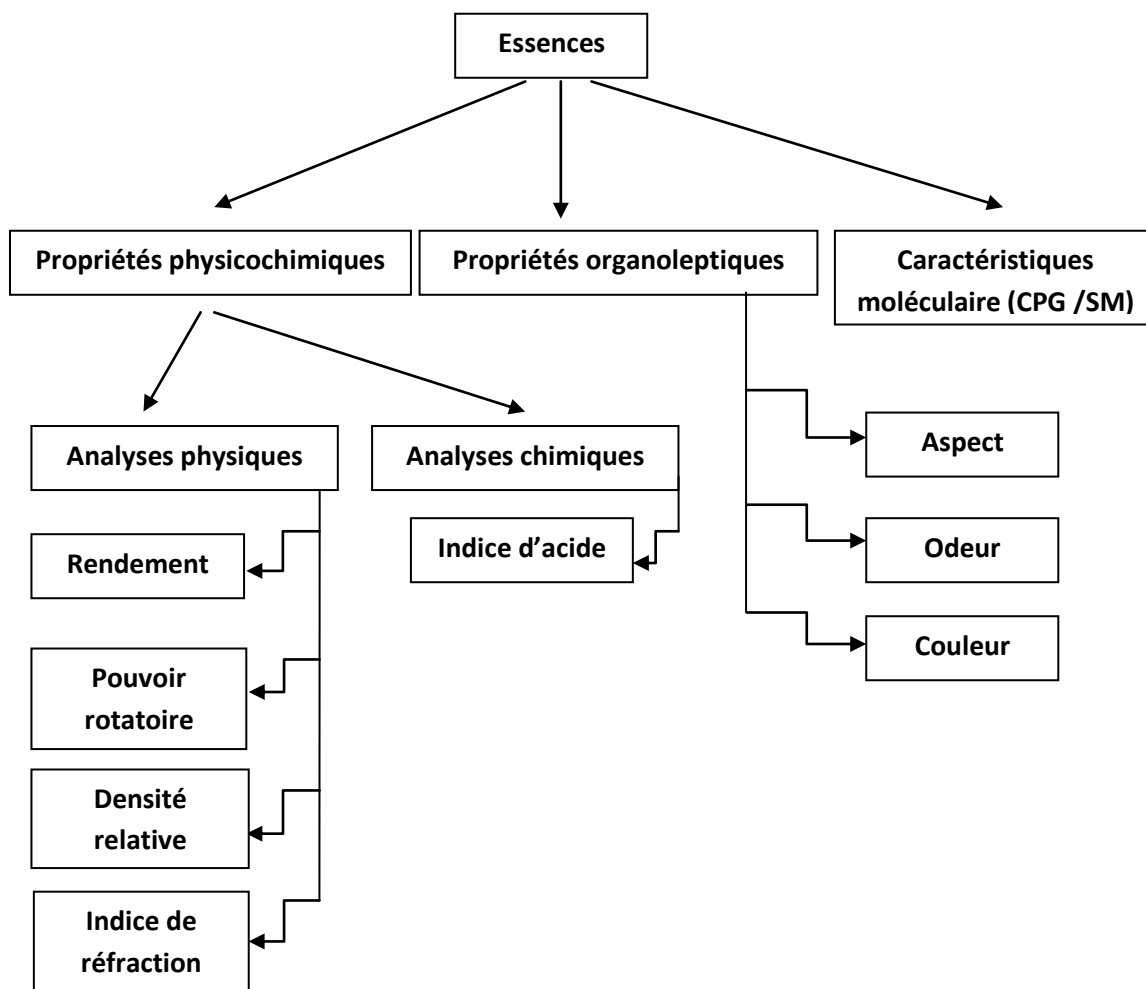 Essences
Propriétés physicochimiques
Propriétés organoleptiques
Caractéristiques
moléculaire (CPG /SM)
Analyses physiques
Analyses chimiques
Aspect
Rendement
Indice d’acide
Odeur
Couleur
Pouvoir
rotatoire
Densité
relative
Indice de
réfraction